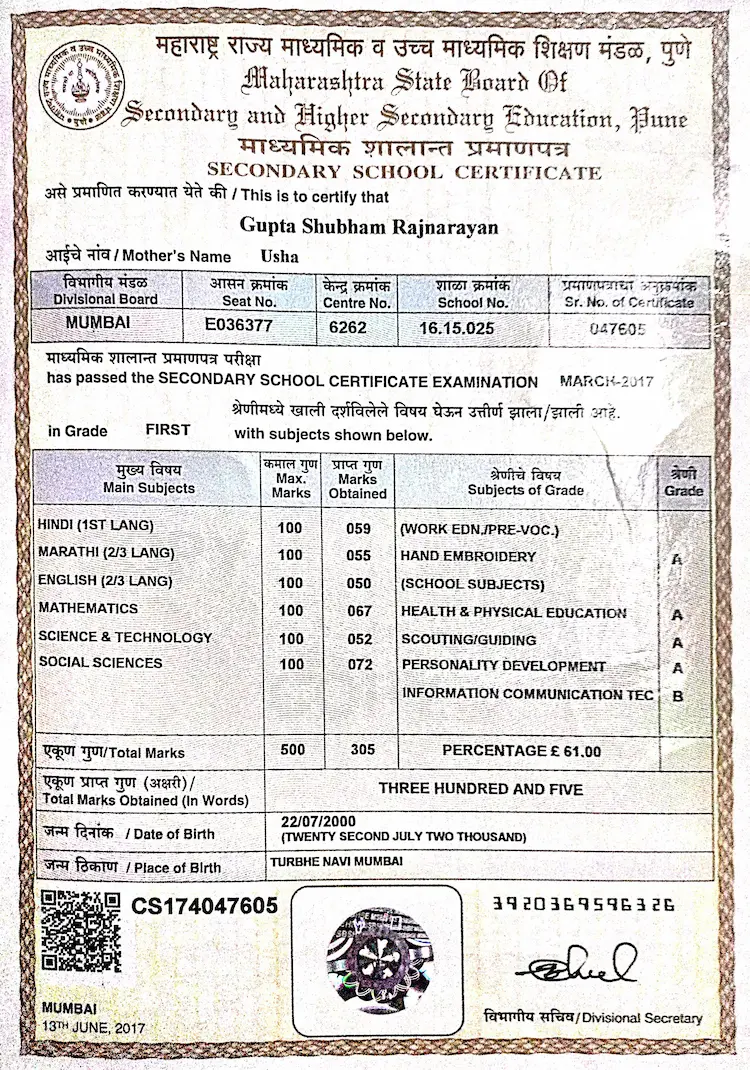 महाराष्ट्र राज्य माध्यमिक व उच्च माध्यमिक शिक्षण मंडळ, पुणे
Maharashtra State Board Of
Secondary and Higher Secondary Education, Pune
माध्यमिक शालान्त प्रमाणपत्र
SECONDARY SCHOOL CERTIFICATE
असे प्रमाणित करण्यात येते की / This is to certify that
Gupta Shubham Rajnarayan
आईचे नांव / Mother's Name Usha
विभागीय मंडळ आसन क्रमांक केन्द्र क्रमांक शाळा क्रमांक प्रमाणपत्राचा अनुक्रमांक
Divisional Board Seat No. Centre No. School No. Sr. No. of Certificate
MUMBAI E036377 6262 16.15.025 047605
माध्यमिक शालान्त प्रमाणपत्र परीक्षा
has passed the SECONDARY SCHOOL CERTIFICATE EXAMINATION MARCH-2017
श्रेणीमध्ये खाली दर्शविलेले विषय घेऊन उत्तीर्ण झाला/झाली आहे.
in Grade FIRST with subjects shown below.
मुख्य विषय कमाल गुण प्राप्त गुण श्रेणीचे विषय श्रेणी
Main Subjects Max. Marks Marks Obtained Subjects of Grade Grade
HINDI (1ST LANG) 100 059 (WORK EDN./PRE-VOC.)
MARATHI (2/3 LANG) 100 055 HAND EMBROIDERY A
ENGLISH (2/3 LANG) 100 050 (SCHOOL SUBJECTS)
MATHEMATICS 100 067 HEALTH & PHYSICAL EDUCATION A
SCIENCE & TECHNOLOGY 100 052 SCOUTING/GUIDING A
SOCIAL SCIENCES 100 072 PERSONALITY DEVELOPMENT A
INFORMATION COMMUNICATION TEC B
एकूण गुण/Total Marks 500 305 PERCENTAGE £ 61.00
एकूण प्राप्त गुण (अक्षरी)/
Total Marks Obtained (In Words) THREE HUNDRED AND FIVE
22/07/2000
जन्म दिनांक / Date of Birth (TWENTY SECOND JULY TWO THOUSAND)
जन्म ठिकाण / Place of Birth TURBHE NAVI MUMBAI
CS174047605 3920369596326
MUMBAI
13TH JUNE, 2017
विभागीय सचिव/Divisional Secretary